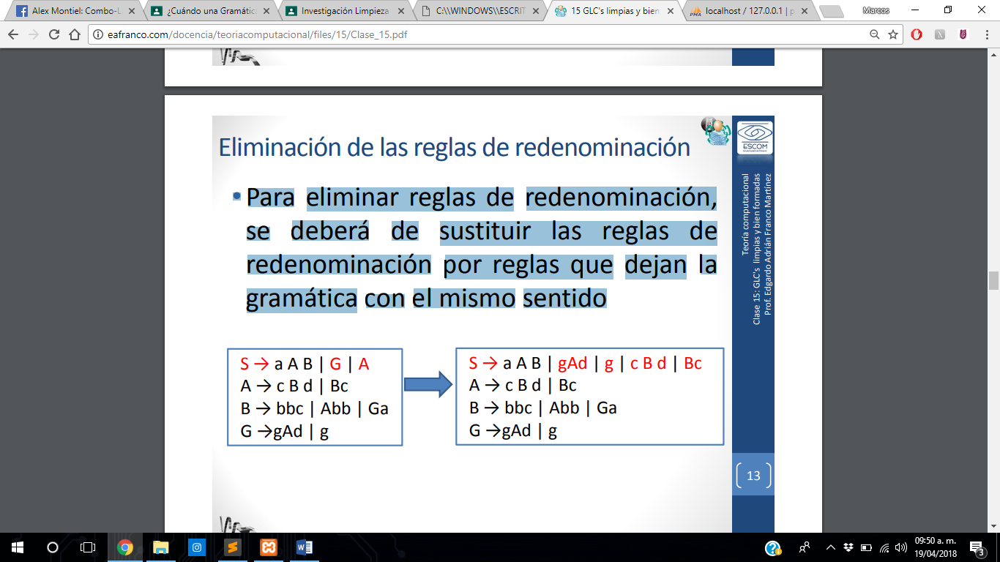 Alex Montiel: Combo-L
¿Cuándo una Gramátic
Investigación Limpieza
C:\\WINDOWS\\ESCRIT
15 GLC's limpias y bien
localhost / 127.0.0.1 | p
Marcos
eafranco.com/docencia/teoriacomputacional/files/15/Clase_15.pdf
Eliminación de las reglas de redenominación
ESCOM
• Para eliminar reglas de redenominación,
se deberá de sustituir las reglas de
redenominación por reglas que dejan la
gramática con el mismo sentido
S → a A B | G | A
A → c B d | Bc
B → bbc | Abb | Ga
G →gAd | g
S → a A B | gAd | g | c B d | Bc
A → c B d | Bc
B → bbc | Abb | Ga
G →gAd | g
Teoría computacional
Clase 15: GLC's limpias y bien formadas
Prof. Edgardo Adrián Franco Martínez
13
09:50 a. m.
19/04/2018
3